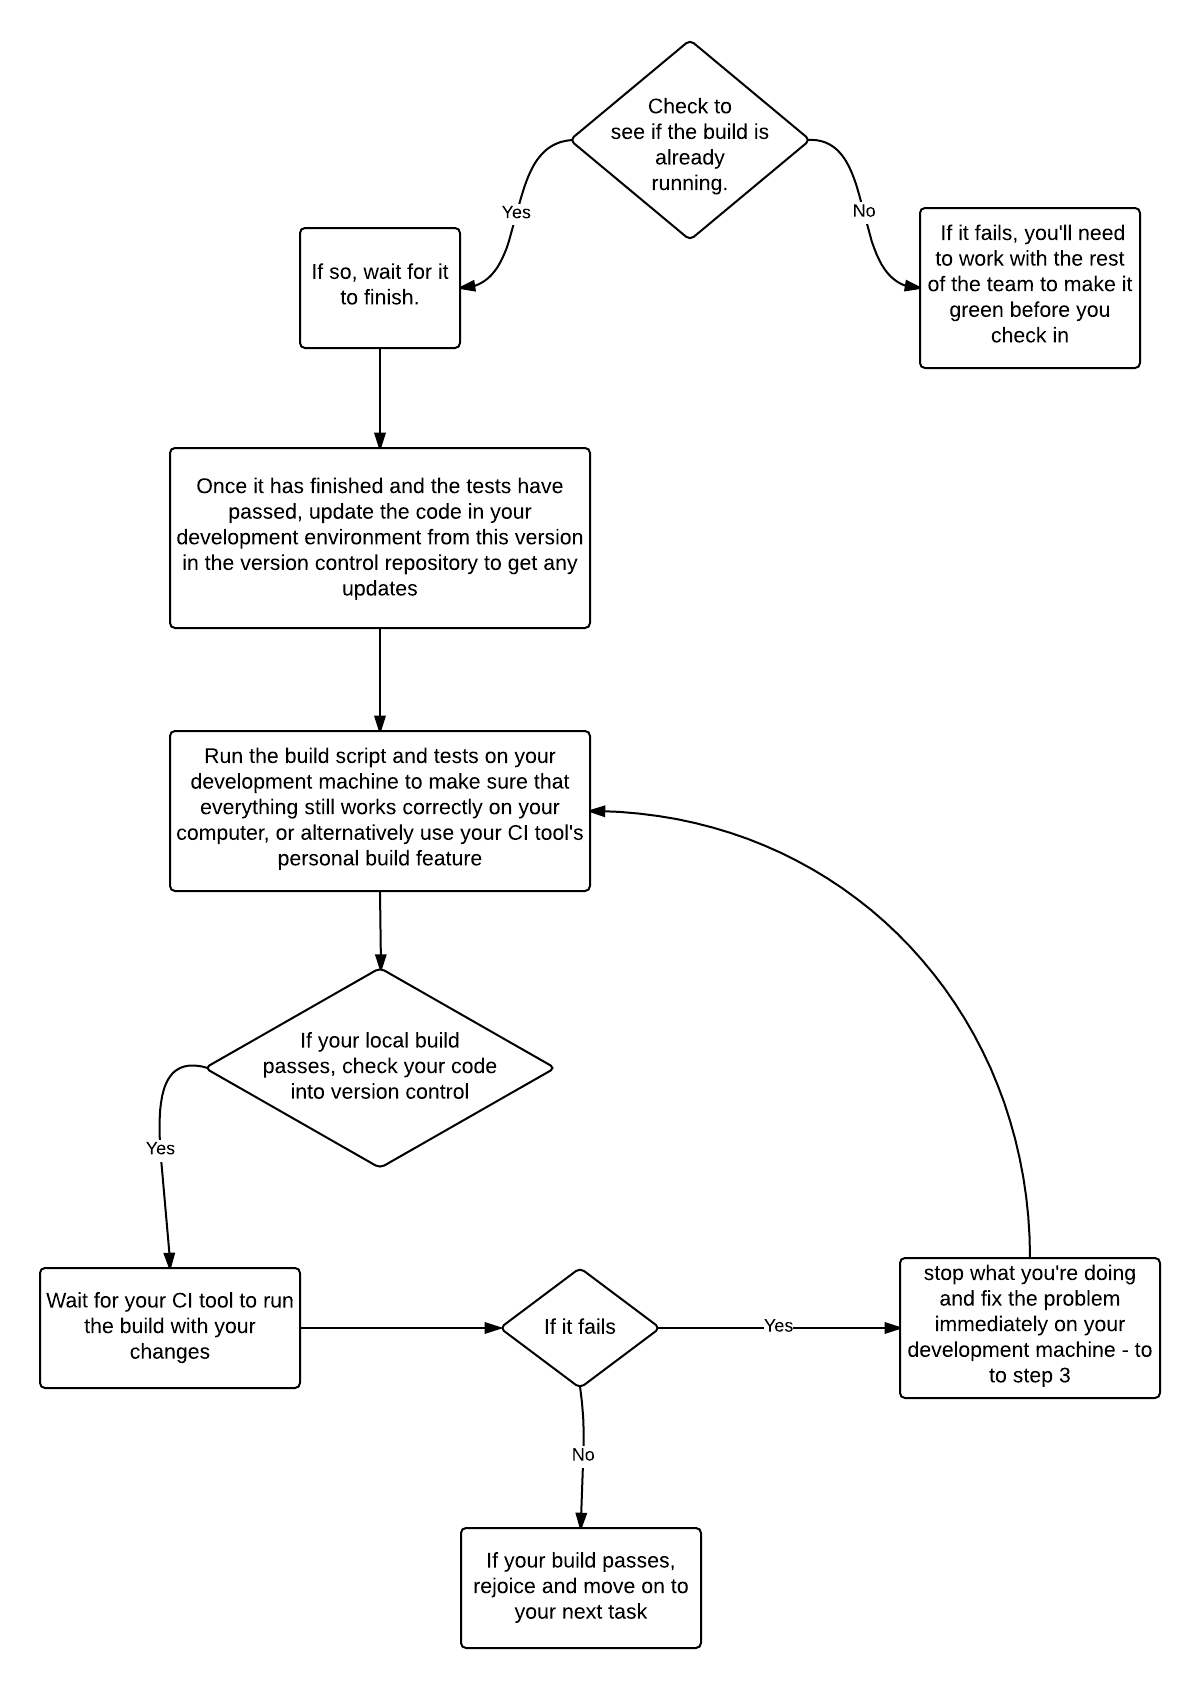 Check to
see if the build is
already
running.
Yes
No
If so, wait for it
to finish.
If it fails, you'll need
to work with the rest
of the team to make it
green before you
check in
Once it has finished and the tests have
passed, update the code in your
development environment from this version
in the version control repository to get any
updates
Run the build script and tests on your
development machine to make sure that
everything still works correctly on your
computer, or alternatively use your CI tool's
personal build feature
If your local build
passes, check your code
into version control
Yes
Wait for your CI tool to run
the build with your
changes
If it fails
Yes
stop what you're doing
and fix the problem
immediately on your
development machine - to
to step 3
No
If your build passes,
rejoice and move on to
your next task